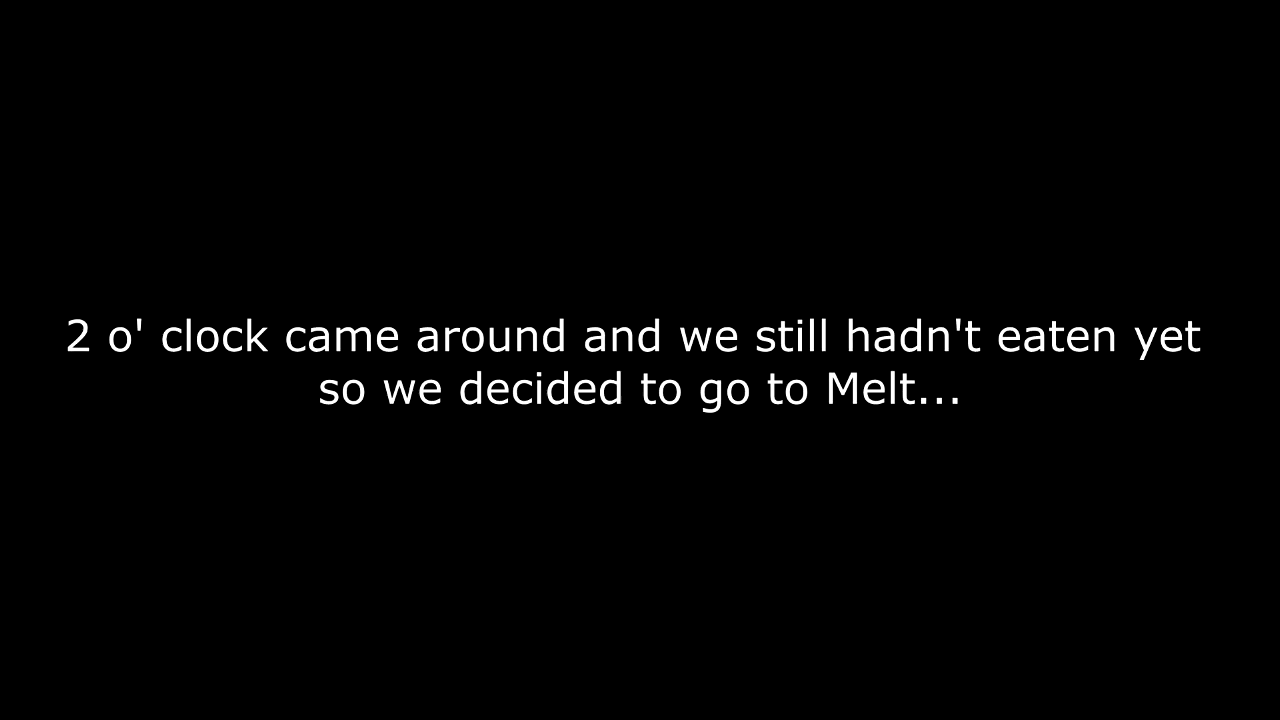 2 o' clock came around and we still hadn't eaten yet
so we decided to go to Melt...